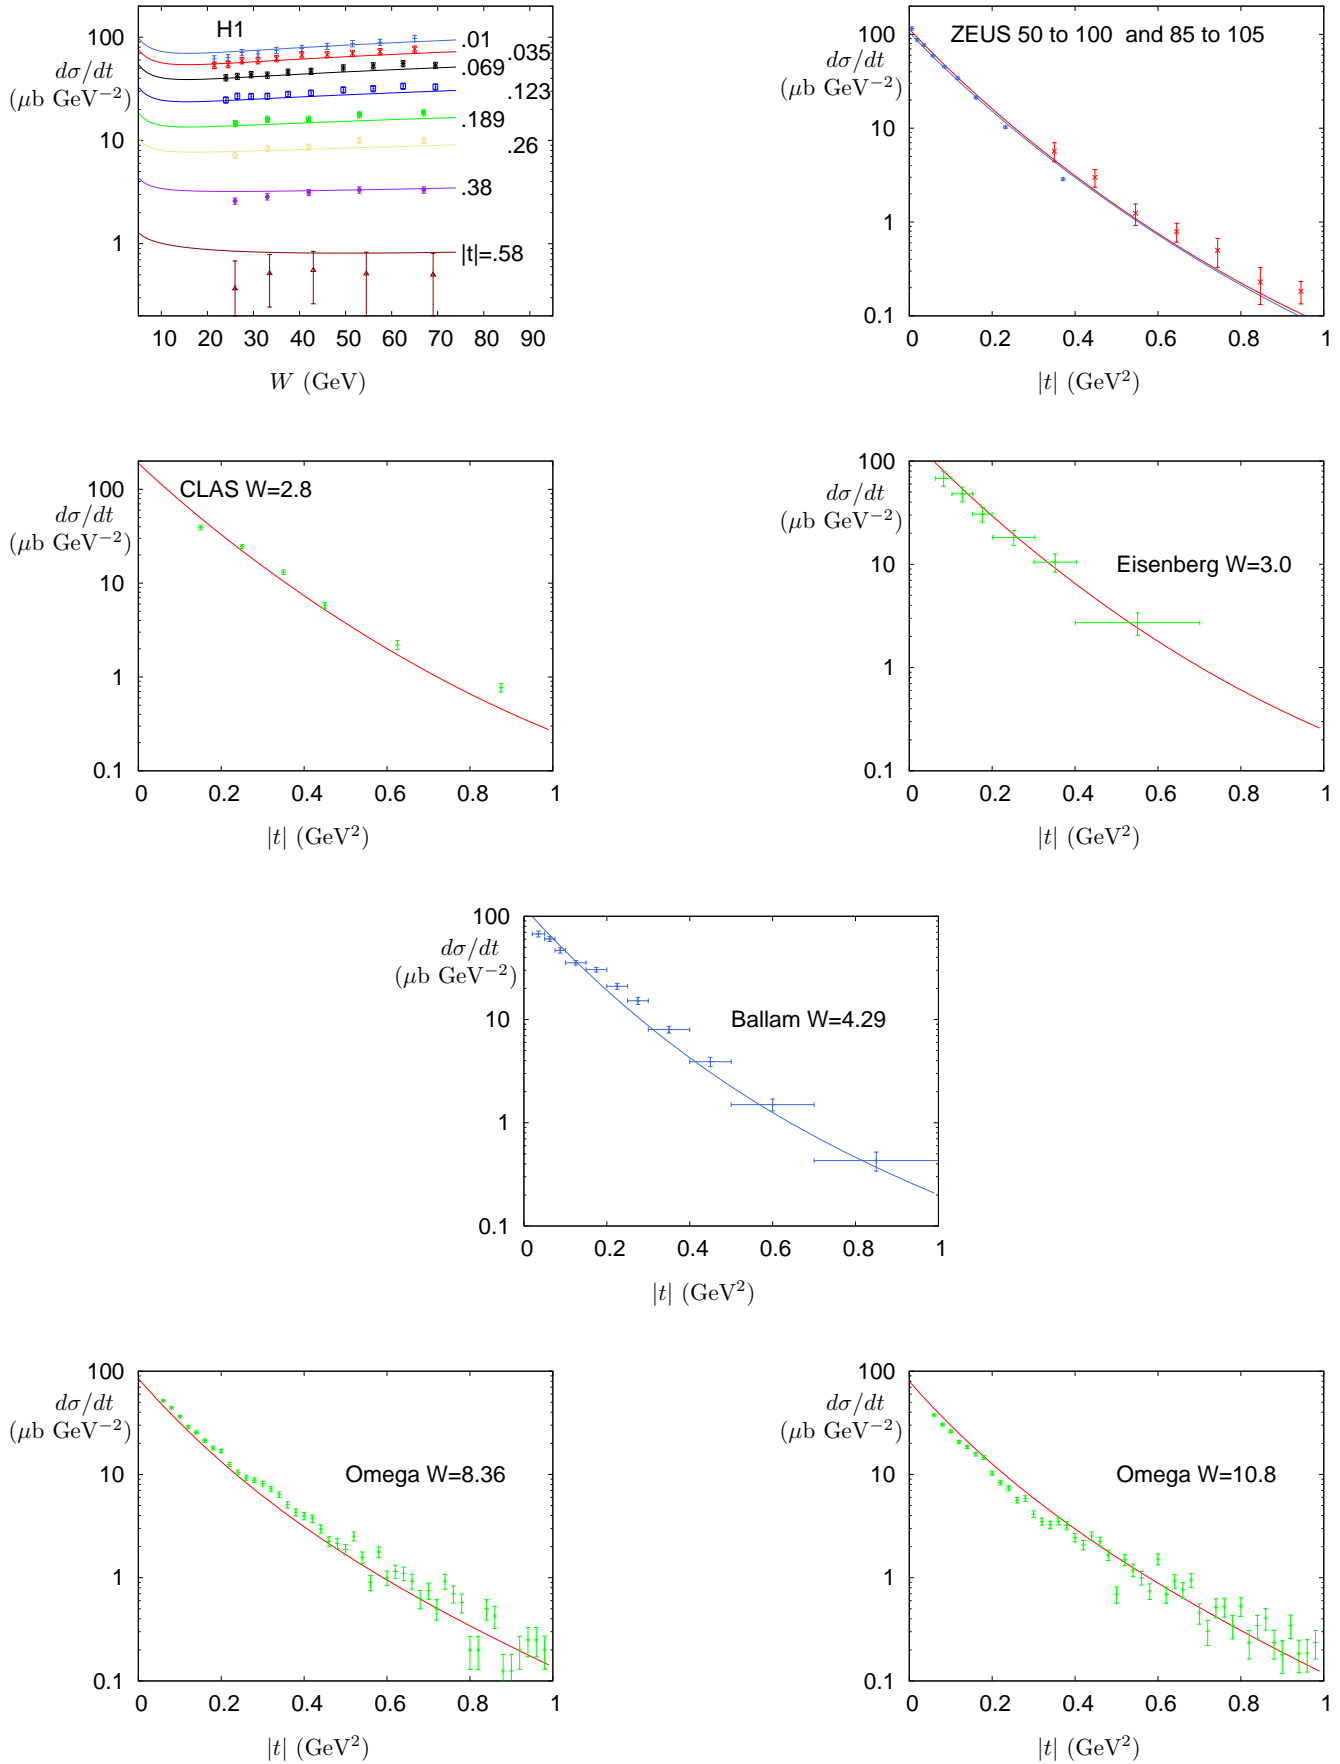 H1
100
10
1
dσ/dt
(μb GeV⁻²)
.01
.035
.069
.123
.189
.26
.38
|t|=.58
10 20 30 40 50 60 70 80 90
W (GeV)
ZEUS 50 to 100 and 85 to 105
100
10
1
0.1
dσ/dt
(μb GeV⁻²)
0 0.2 0.4 0.6 0.8 1
|t| (GeV²)
CLAS W=2.8
100
10
1
0.1
dσ/dt
(μb GeV⁻²)
0 0.2 0.4 0.6 0.8 1
|t| (GeV²)
100
10
1
0.1
dσ/dt
(μb GeV⁻²)
Eisenberg W=3.0
0 0.2 0.4 0.6 0.8 1
|t| (GeV²)
100
10
1
0.1
dσ/dt
(μb GeV⁻²)
Ballam W=4.29
0 0.2 0.4 0.6 0.8 1
|t| (GeV²)
100
10
1
0.1
dσ/dt
(μb GeV⁻²)
Omega W=8.36
0 0.2 0.4 0.6 0.8 1
|t| (GeV²)
100
10
1
0.1
dσ/dt
(μb GeV⁻²)
Omega W=10.8
0 0.2 0.4 0.6 0.8 1
|t| (GeV²)